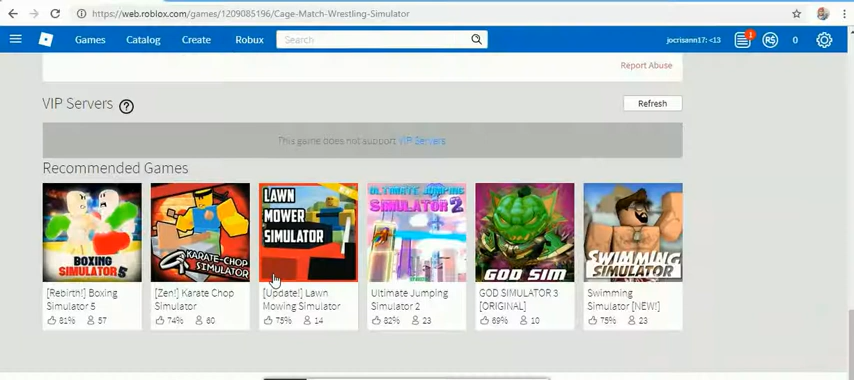 https://web.roblox.com/games/1209085196/Cage-Match-Wrestling-Simulator
Games Catalog Create Robux Search jocrisann17: <13 1 R$ 0
Report Abuse
VIP Servers ? Refresh
This game does not support VIP Servers
Recommended Games
BOXING SIMULATOR 5
KARATE-CHOP SIMULATOR
LAWN MOWER SIMULATOR
ULTIMATE JUMPING SIMULATOR 2
GOD SIM
SWIMMING SIMULATOR
[Rebirth!] Boxing Simulator 5
81% 57
[Zen!] Karate Chop Simulator
74% 60
[Update!] Lawn Mowing Simulator
75% 14
Ultimate Jumping Simulator 2
82% 23
GOD SIMULATOR 3 [ORIGINAL]
69% 10
Swimming Simulator [NEW!]
75% 23